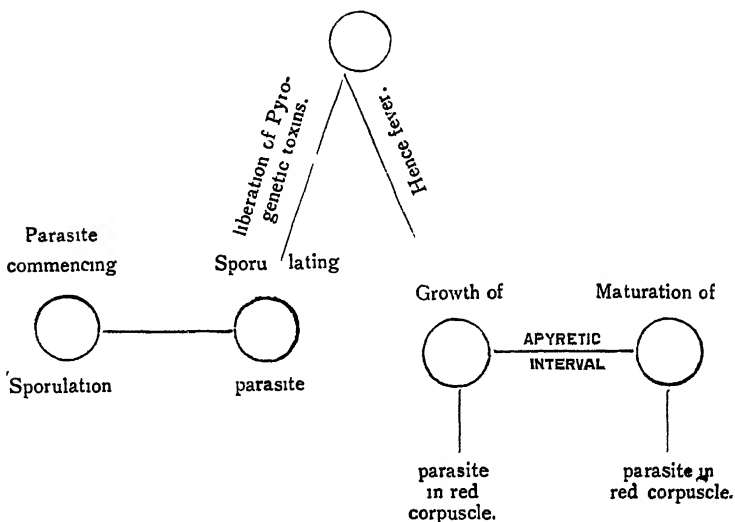 liberation of Pyro-
genetic toxins.
Hence fever.
Parasite
commencing
Sporulation
Sporu lating
parasite
Growth of
parasite
in red
corpuscle.
APYRETIC
INTERVAL
Maturation of
parasite in
red corpuscle.